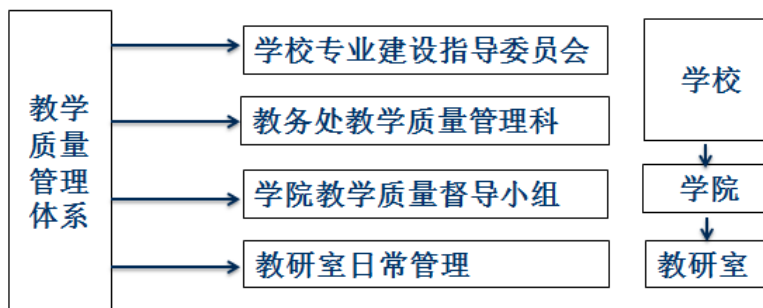 教学
质量
管理
体系
学校专业建设指导委员会
教务处教学质量管理科
学院教学质量督导小组
教研室日常管理
学校
学院
教研室